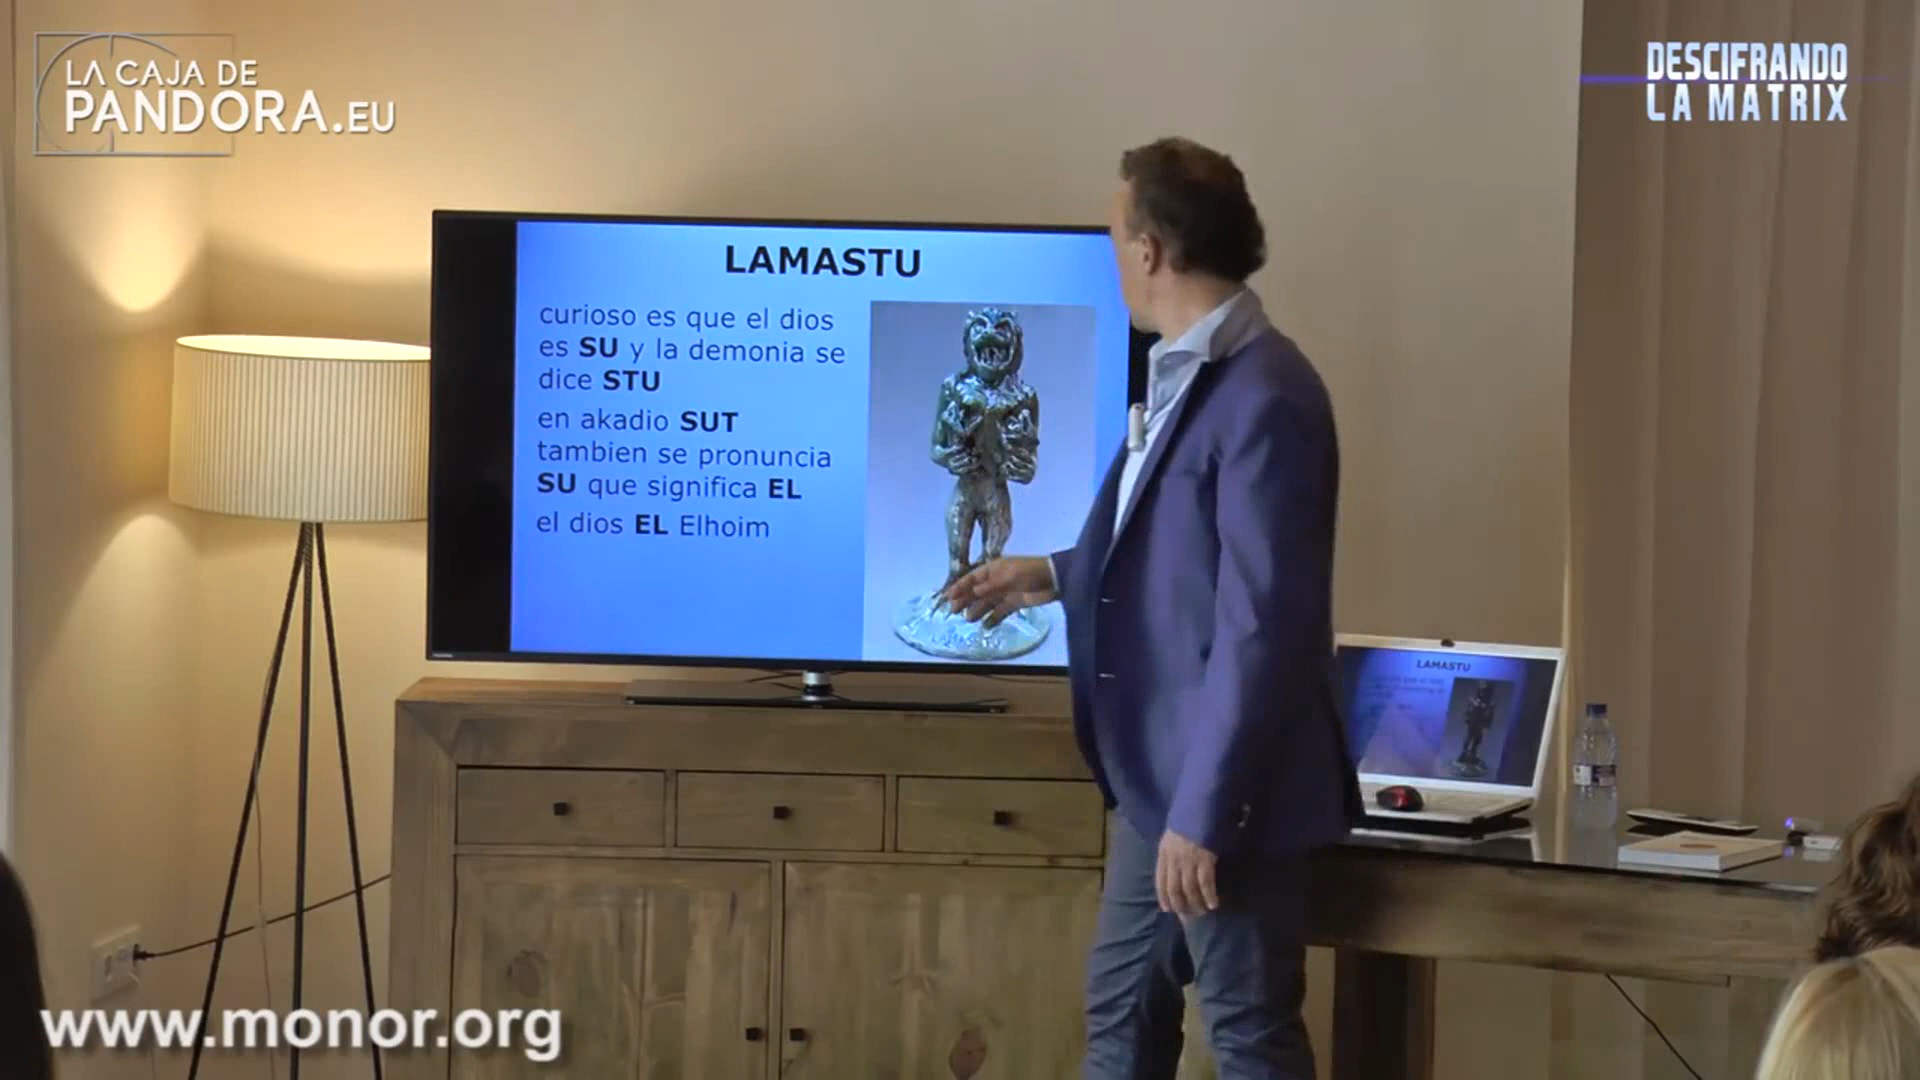 LA CAJA DE
PANDORA.EU
DESCIFRANDO
LA MATRIX
LAMASTU
curioso es que el dios
es SU y la demonia se
dice STU
en akadio SUT
tambien se pronuncia
SU que significa EL
el dios EL Elhoim
LAMASTU
www.monor.org